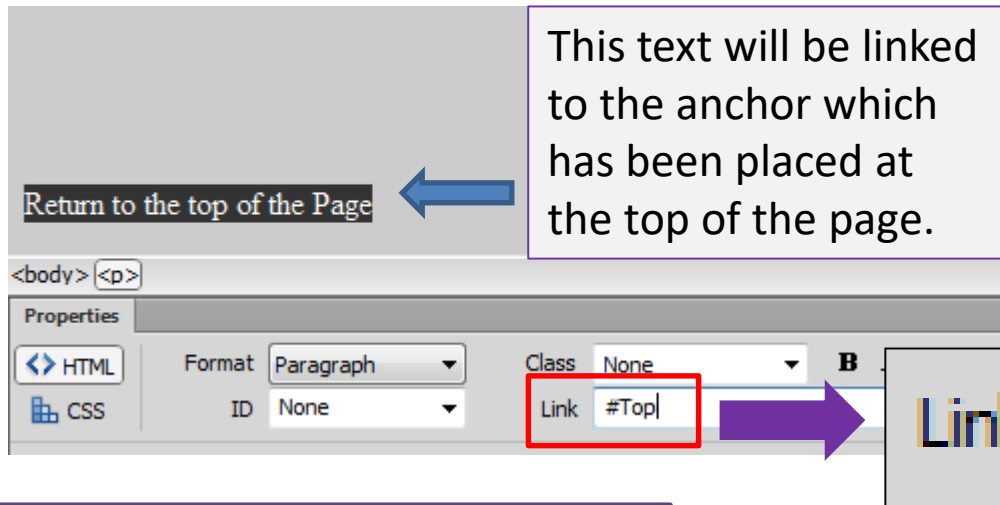 This text will be linked
to the anchor which
has been placed at
the top of the page.
Return to the top of the Page
<body> <p>
Properties
<> HTML Format Paragraph Class None B
CSS ID None Link #Top